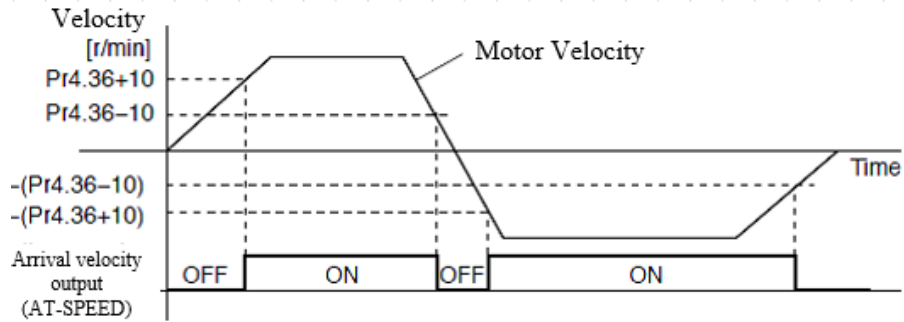 Velocity
[r/min]
Motor Velocity
Pr4.36+10
Pr4.36−10
Time
−(Pr4.36−10)
−(Pr4.36+10)
Arrival velocity
output
(AT-SPEED)
OFF ON OFF ON